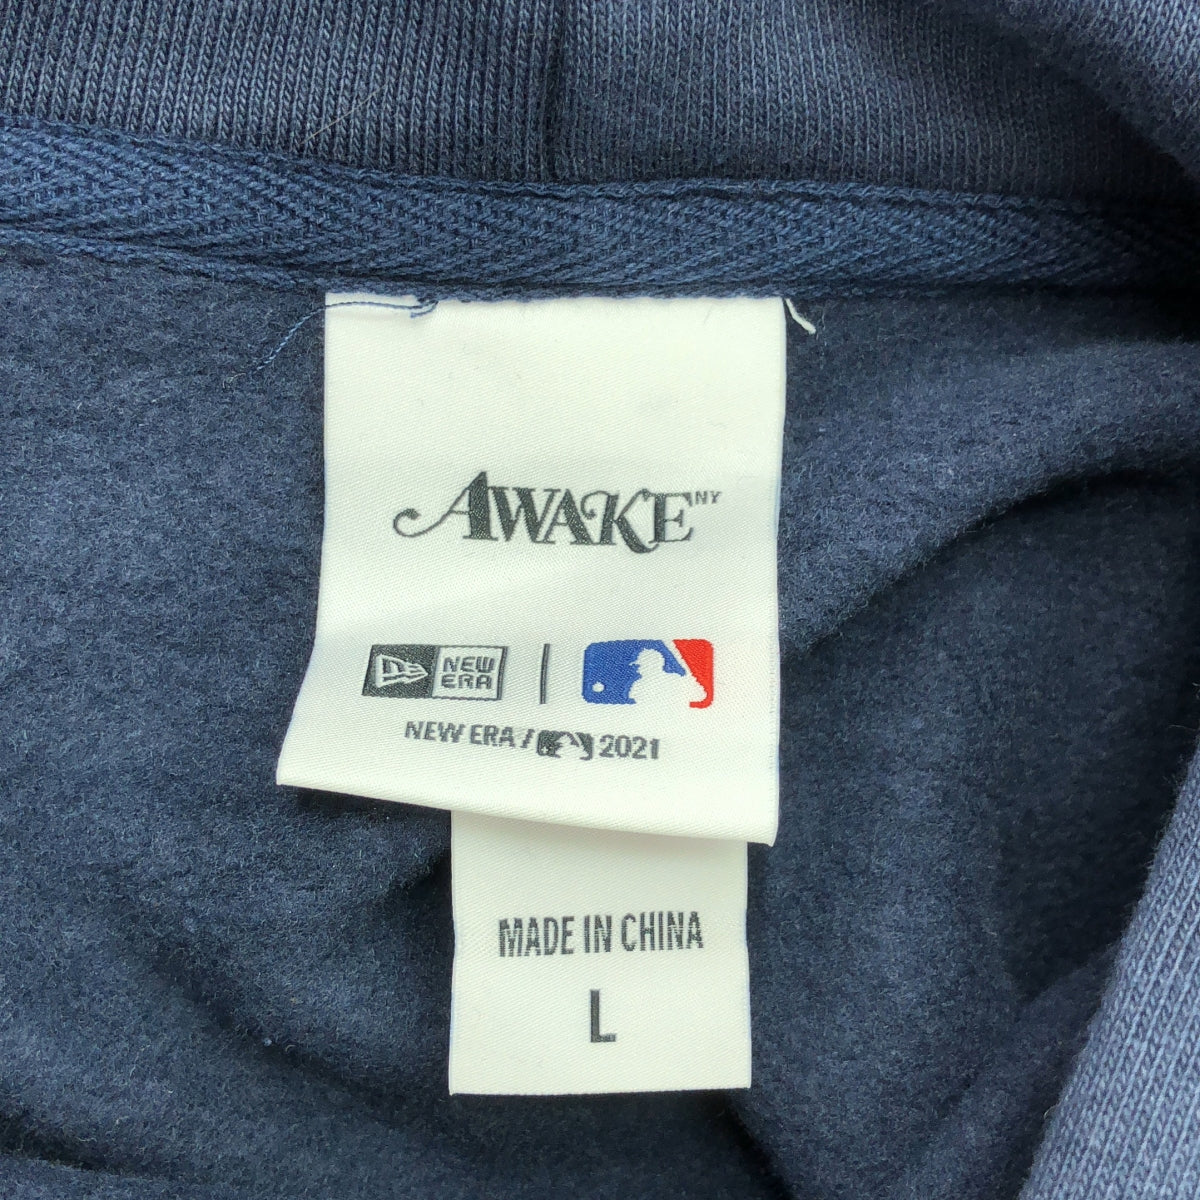 AWAKE NY
NEW ERA
NEW ERA / 2021
MADE IN CHINA
L